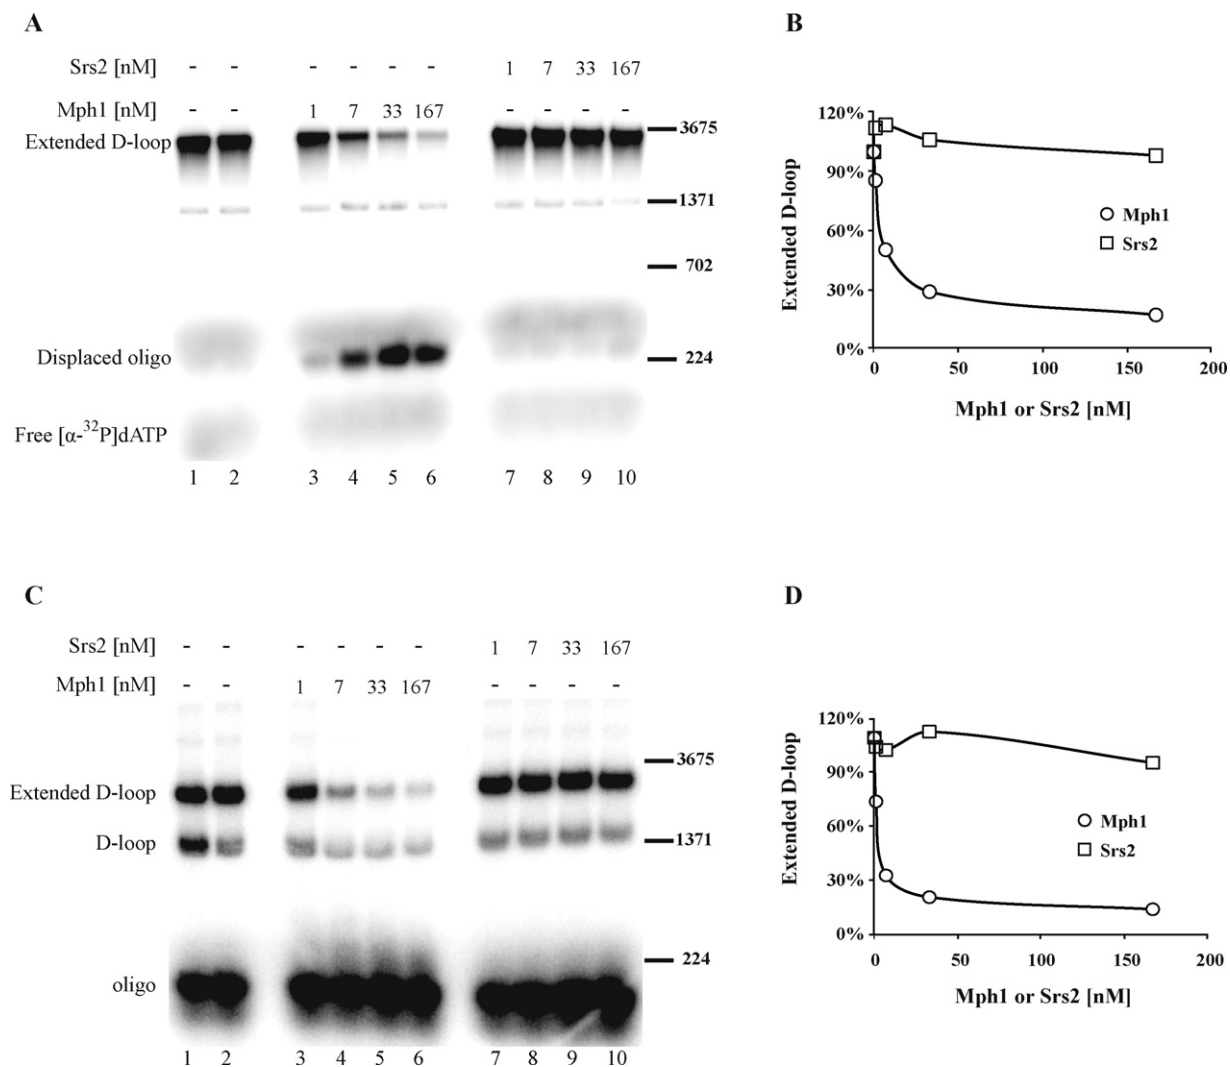 A
Srs2 [nM] - - - - - - 1 7 33 167
Mph1 [nM] - - 1 7 33 167 - - - -
Extended D-loop
3675
1371
702
Displaced oligo
224
Free [α-³²P]dATP
1 2 3 4 5 6 7 8 9 10
B
120%
90%
60%
30%
0%
Extended D-loop
Mph1
Srs2
0 50 100 150 200
Mph1 or Srs2 [nM]
C
Srs2 [nM] - - - - - - 1 7 33 167
Mph1 [nM] - - 1 7 33 167 - - - -
3675
Extended D-loop
D-loop
1371
224
oligo
1 2 3 4 5 6 7 8 9 10
D
120%
90%
60%
30%
0%
Extended D-loop
Mph1
Srs2
0 50 100 150 200
Mph1 or Srs2 [nM]